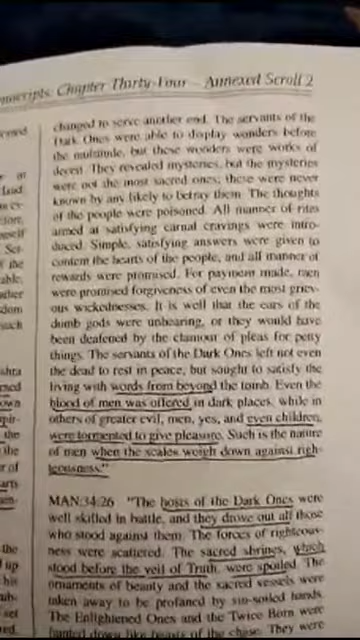 nuscripts: Chapter Thirty-Four — Annexed Scroll 2
changed to serve another end. The servants of the
Dark Ones were able to display wonders before
the multitude, but these wonders were works of
deceit. They revealed mysteries, but the mysteries
were not the most sacred ones; these were never
known by any likely to betray them. The thoughts
of the people were poisoned. All manner of rites
aimed at satisfying carnal cravings were intro-
duced. Simple, satisfying answers were given to
content the hearts of the people, and all manner of
rewards were promised. For payment made, men
were promised forgiveness of even the most griev-
ous wickednesses. It is well that the ears of the
dumb gods were unhearing, or they would have
been deafened by the clamour of pleas for petty
things. The servants of the Dark Ones left not even
the dead to rest in peace, but sought to satisfy the
living with words from beyond the tomb. Even the
blood of men was offered in dark places, while in
others of greater evil, men, yes, and even children,
were tormented to give pleasure. Such is the nature
of men when the scales weigh down against righ-
teousness."
MAN:34:26 "The hosts of the Dark Ones were
well skilled in battle, and they drove out all those
who stood against them. The forces of righteous-
ness were scattered. The sacred shrines, which
stood before the veil of Truth, were spoiled. The
ornaments of beauty and the sacred vessels were
taken away to be profaned by sin-soiled hands.
The Enlightened Ones and the Twice Born were
hunted down like beasts of the chase. They were